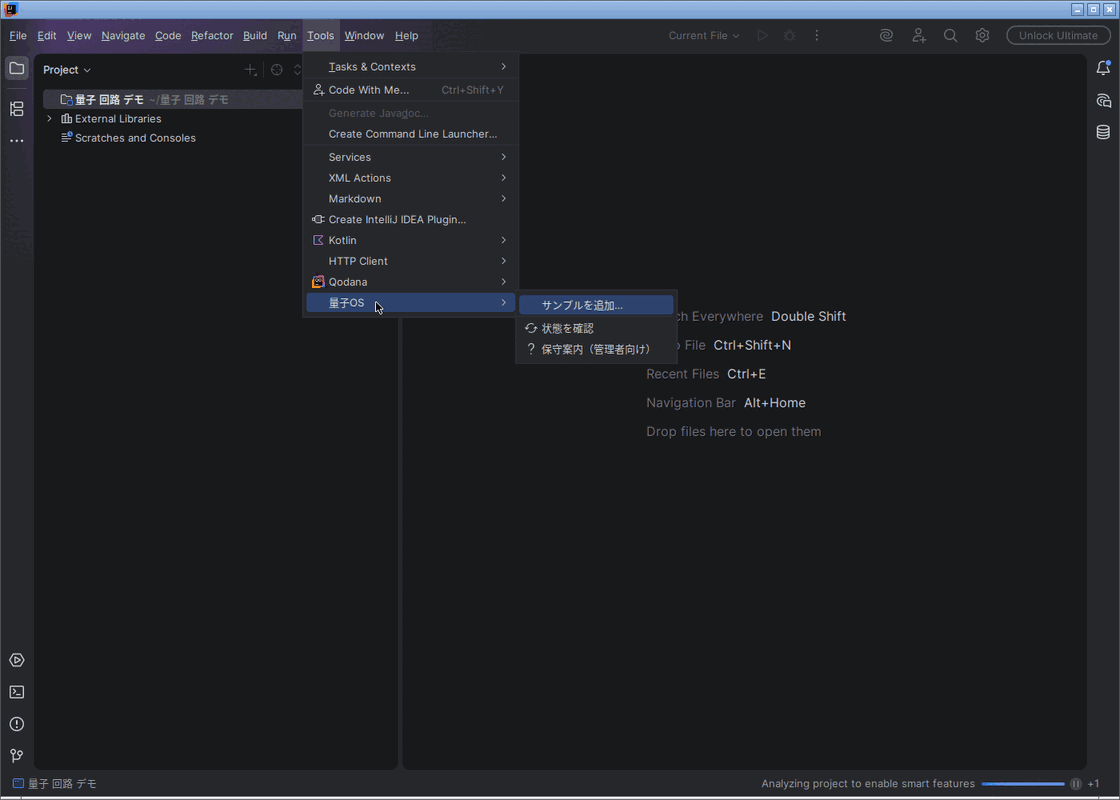 File Edit View Navigate Code Refactor Build Run Tools Window Help Current File Unlock Ultimate
Project
量子 回路 デモ ~/量子 回路 デモ
External Libraries
Scratches and Consoles
Tasks & Contexts
Code With Me... Ctrl+Shift+Y
Generate Javadoc...
Create Command Line Launcher...
Services
XML Actions
Markdown
Create IntelliJ IDEA Plugin...
Kotlin
HTTP Client
Qodana
量子OS
サンプルを追加...
状態を確認
保守案内（管理者向け）
ch Everywhere Double Shift
File Ctrl+Shift+N
Recent Files Ctrl+E
Navigation Bar Alt+Home
Drop files here to open them
量子 回路 デモ
Analyzing project to enable smart features +1